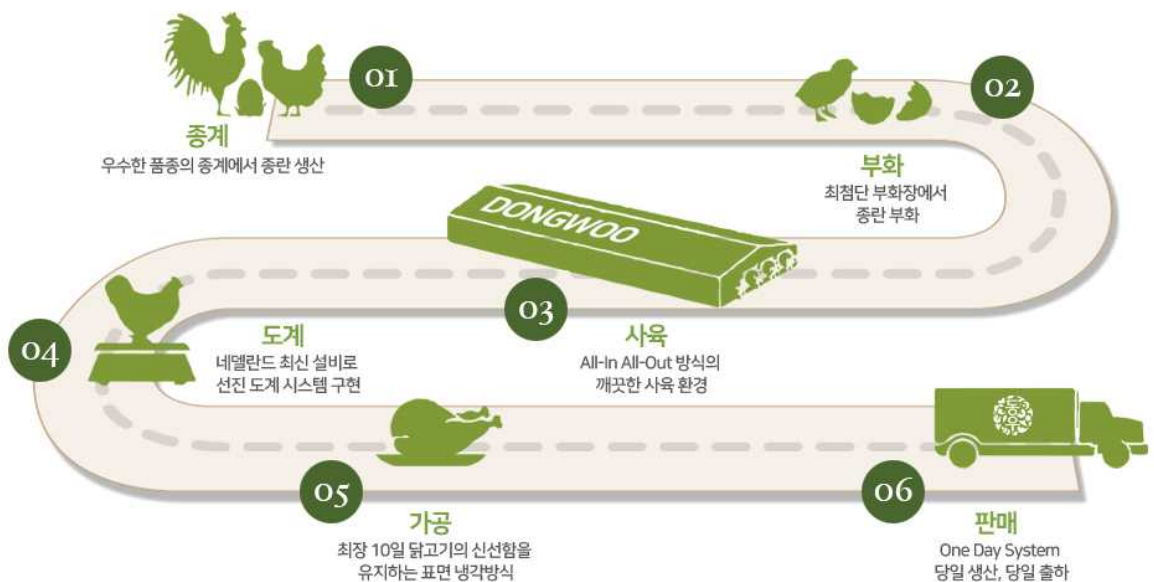 01
종계
우수한 품종의 종계에서 종란 생산
02
부화
최첨단 부화장에서
종란 부화
DONGWOO
03
사육
All-In All-Out 방식의
깨끗한 사육 환경
04
도계
네델란드 최신 설비로
선진 도계 시스템 구현
05
가공
최장 10일 닭고기의 신선함을
유지하는 표면 냉각방식
06
판매
One Day System
당일 생산, 당일 출하